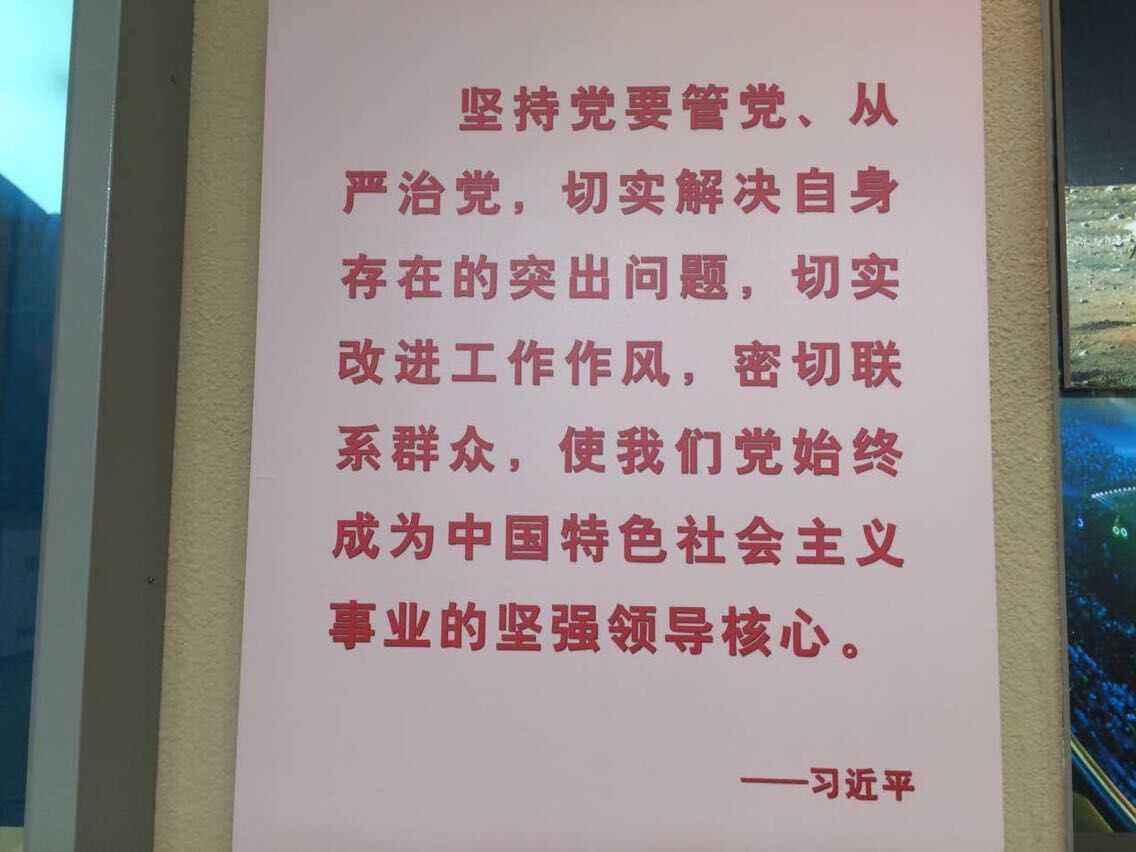 坚持党要管党、从
严治党，切实解决自身
存在的突出问题，切实
改进工作作风，密切联
系群众，使我们党始终
成为中国特色社会主义
事业的坚强领导核心。
——习近平